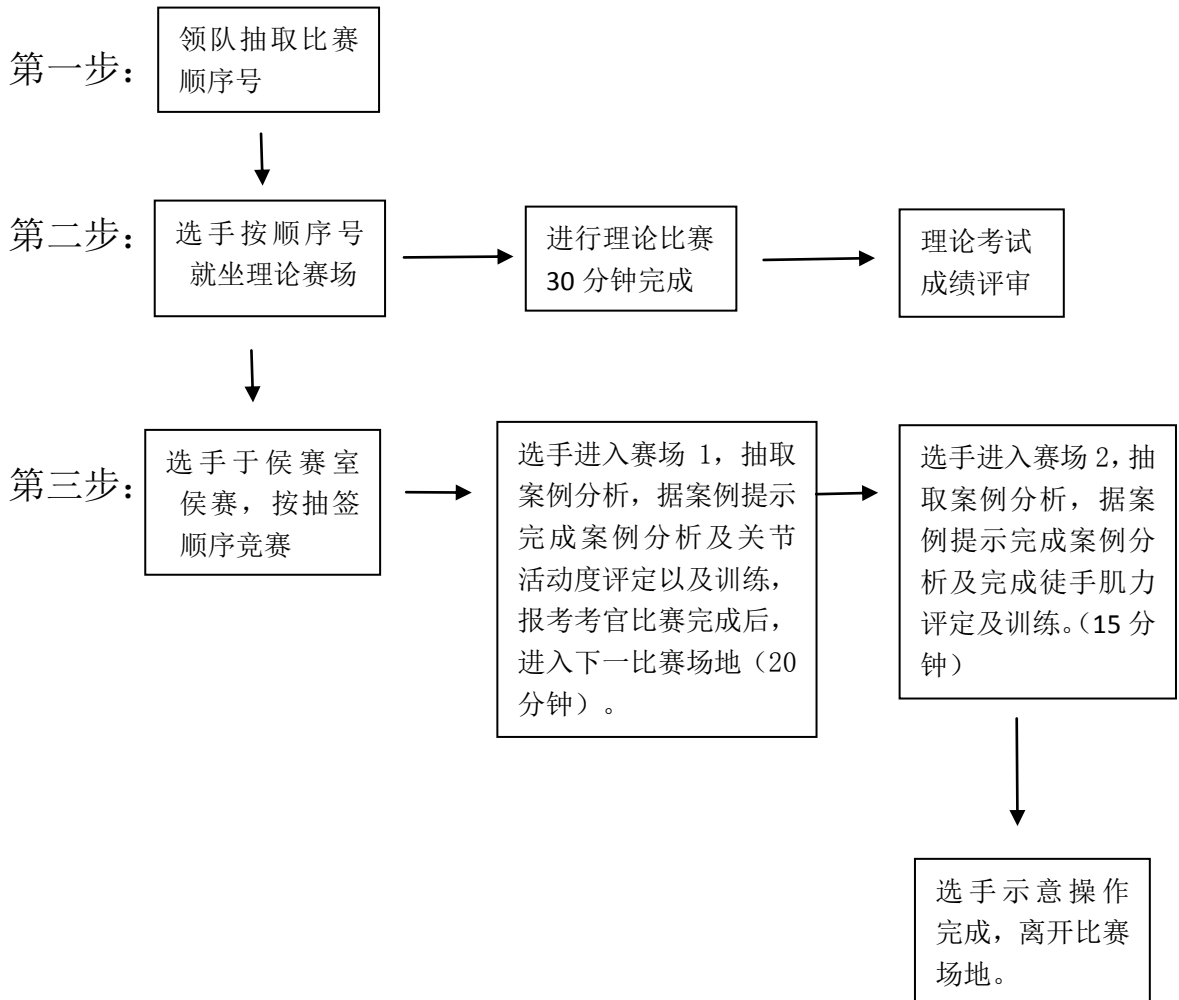 第一步：
领队抽取比赛
顺序号
第二步：
选手按顺序号
就坐理论赛场
进行理论比赛
30 分钟完成
理论考试
成绩评审
第三步：
选手于侯赛室
侯赛，按抽签
顺序竞赛
选手进入赛场 1，抽取
案例分析，据案例提示
完成案例分析及关节
活动度评定以及训练，
报考考官比赛完成后，
进入下一比赛场地（20
分钟）。
选手进入赛场 2，抽
取案例分析，据案
例提示完成案例分
析及完成徒手肌力
评定及训练。（15 分
钟）
选手示意操作
完成，离开比赛
场地。